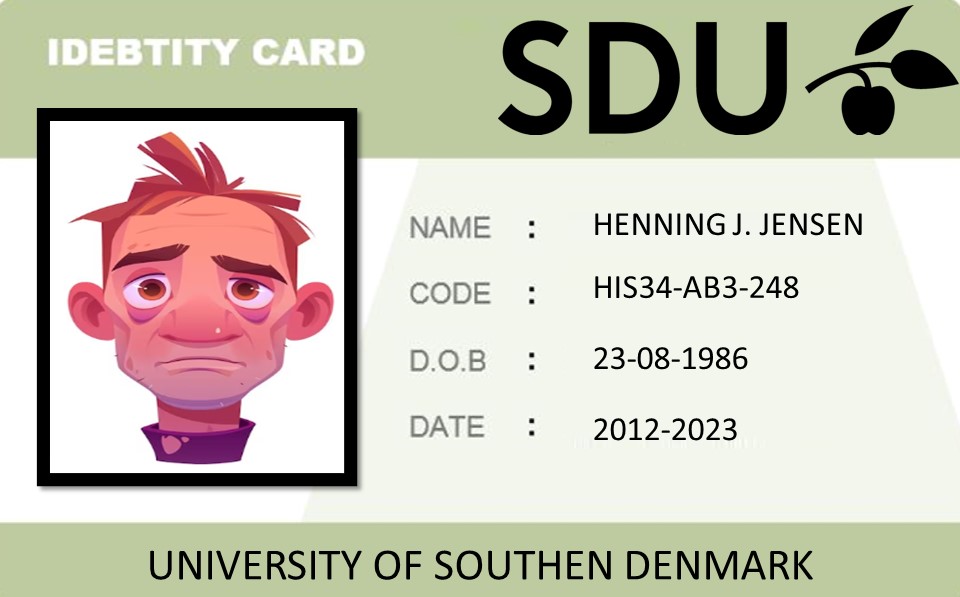 IDEBTITY CARD
SDU
NAME : HENNING J. JENSEN
CODE : HIS34-AB3-248
D.O.B : 23-08-1986
DATE : 2012-2023
UNIVERSITY OF SOUTHEN DENMARK